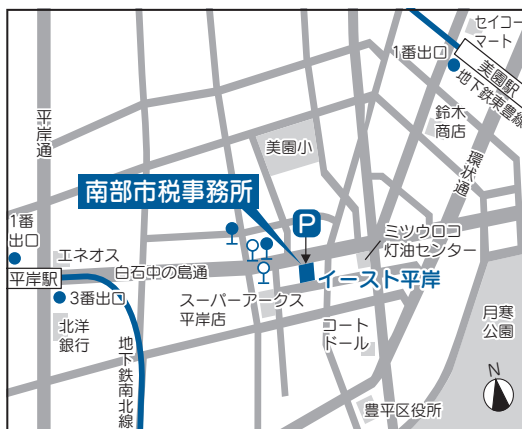 セイコー
マート
1番出口
美園駅
地下鉄東豊線
平岸通
鈴木
商店
美園小
環状通
南部市税事務所
P
1番
出口
ミツウロコ
灯油センター
エネオス
白石中の島通
平岸駅
イースト平岸
3番出口
スーパーアークス
平岸店
月寒
公園
北洋
銀行
コート
ドール
地下鉄南北線
N
豊平区役所